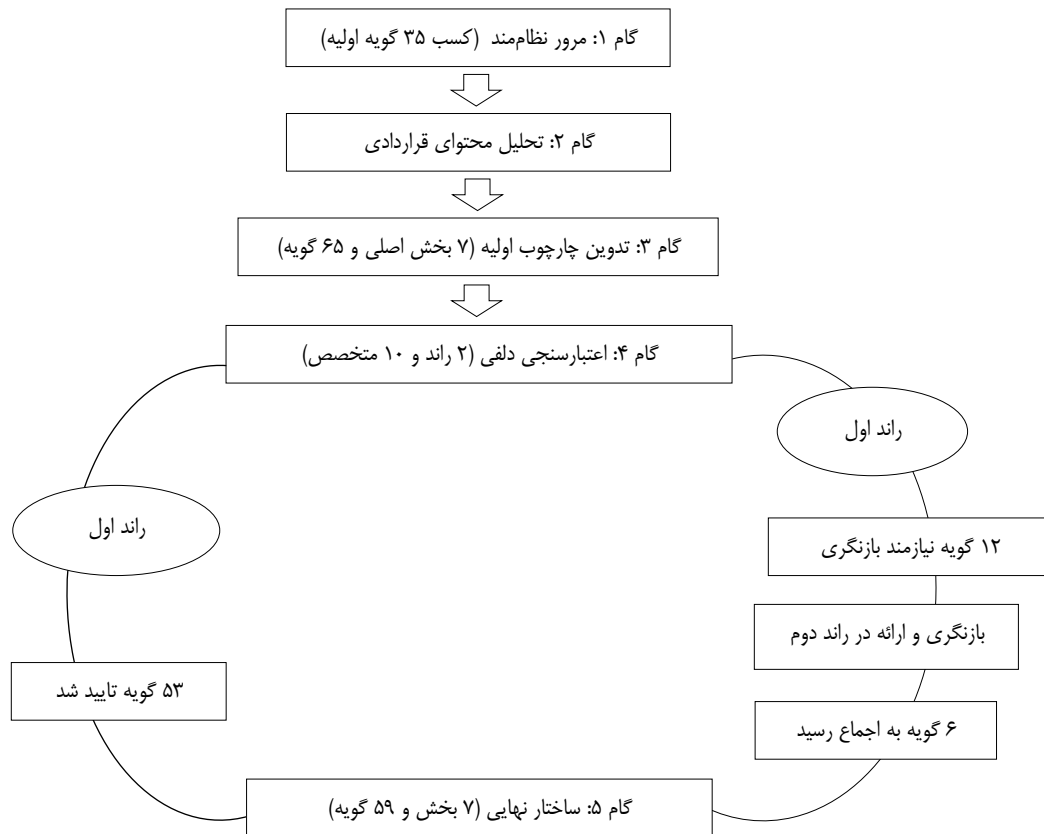 گام ۱: مرور نظام‌مند (کسب ۳۵ گویه اولیه)
گام ۲: تحلیل محتوای قراردادی
گام ۳: تدوین چارچوب اولیه (۷ بخش اصلی و ۶۵ گویه)
گام ۴: اعتبارسنجی دلفی (۲ راند و ۱۰ متخصص)
راند اول
۱۲ گویه نیازمند بازنگری
بازنگری و ارائه در راند دوم
۶ گویه به اجماع رسید
راند اول
۵۳ گویه تایید شد
گام ۵: ساختار نهایی (۷ بخش و ۵۹ گویه)